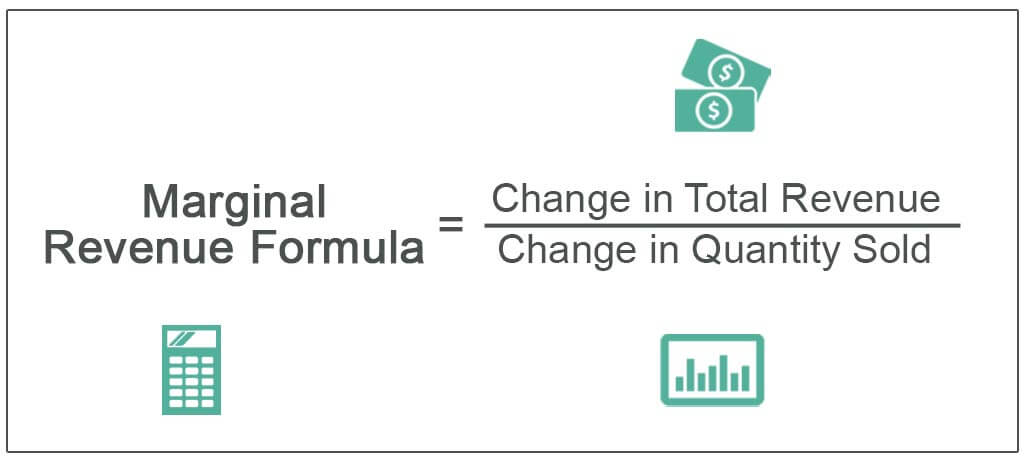 Marginal
Revenue Formula
=
Change in Total Revenue
Change in Quantity Sold
$
$